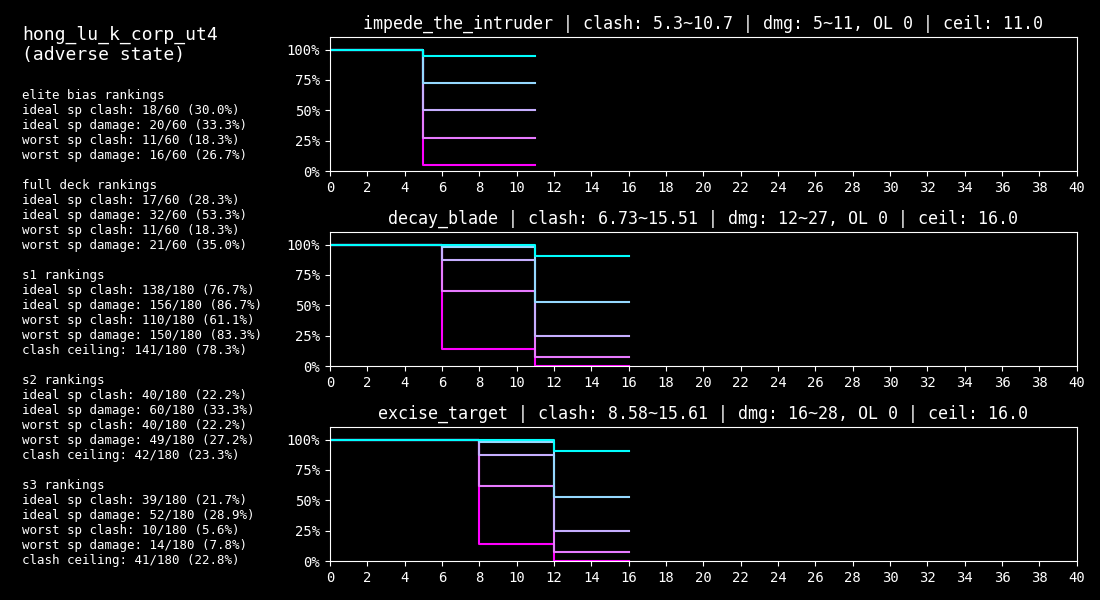 hong_lu_k_corp_ut4
(adverse state)
elite bias rankings
ideal sp clash: 18/60 (30.0%)
ideal sp damage: 20/60 (33.3%)
worst sp clash: 11/60 (18.3%)
worst sp damage: 16/60 (26.7%)
full deck rankings
ideal sp clash: 17/60 (28.3%)
ideal sp damage: 32/60 (53.3%)
worst sp clash: 11/60 (18.3%)
worst sp damage: 21/60 (35.0%)
s1 rankings
ideal sp clash: 138/180 (76.7%)
ideal sp damage: 156/180 (86.7%)
worst sp clash: 110/180 (61.1%)
worst sp damage: 150/180 (83.3%)
clash ceiling: 141/180 (78.3%)
s2 rankings
ideal sp clash: 40/180 (22.2%)
ideal sp damage: 60/180 (33.3%)
worst sp clash: 40/180 (22.2%)
worst sp damage: 49/180 (27.2%)
clash ceiling: 42/180 (23.3%)
s3 rankings
ideal sp clash: 39/180 (21.7%)
ideal sp damage: 52/180 (28.9%)
worst sp clash: 10/180 (5.6%)
worst sp damage: 14/180 (7.8%)
clash ceiling: 41/180 (22.8%)
impede_the_intruder | clash: 5.3~10.7 | dmg: 5~11, OL 0 | ceil: 11.0
100%
75%
50%
25%
0%
0 2 4 6 8 10 12 14 16 18 20 22 24 26 28 30 32 34 36 38 40
decay_blade | clash: 6.73~15.51 | dmg: 12~27, OL 0 | ceil: 16.0
100%
75%
50%
25%
0%
0 2 4 6 8 10 12 14 16 18 20 22 24 26 28 30 32 34 36 38 40
excise_target | clash: 8.58~15.61 | dmg: 16~28, OL 0 | ceil: 16.0
100%
75%
50%
25%
0%
0 2 4 6 8 10 12 14 16 18 20 22 24 26 28 30 32 34 36 38 40